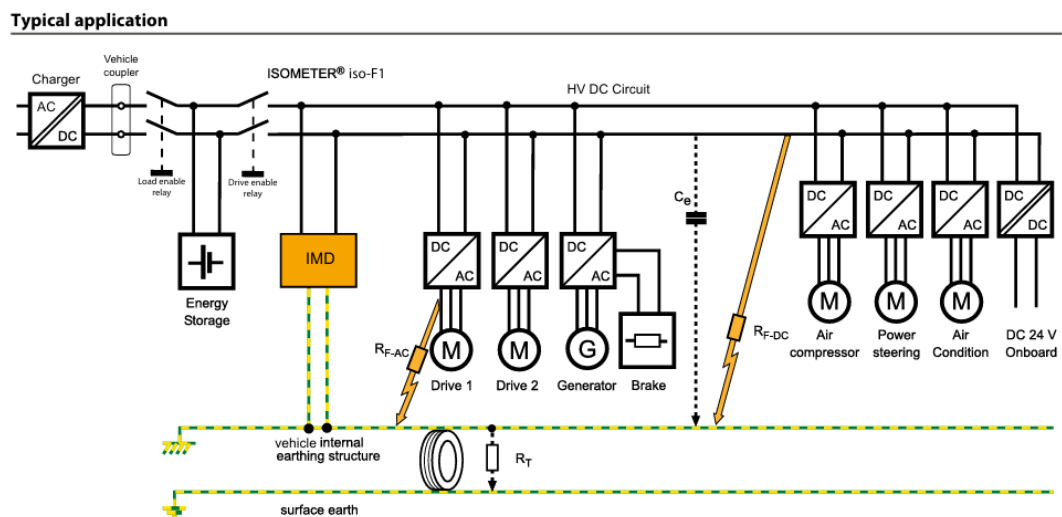 Typical application
Vehicle
coupler
Charger
ISOMETER® iso-F1
HV DC Circuit
AC
DC
Load enable
relay
Drive enable
relay
Ce
DC
AC
DC
AC
DC
AC
DC
DC
IMD
DC
AC
DC
AC
DC
AC
Energy
Storage
RF-AC
M
M
G
RF-DC
M
M
M
Drive 1
Drive 2
Generator
Brake
Air
compressor
Power
steering
Air
Condition
DC 24 V
Onboard
vehicle internal
earthing structure
RT
surface earth